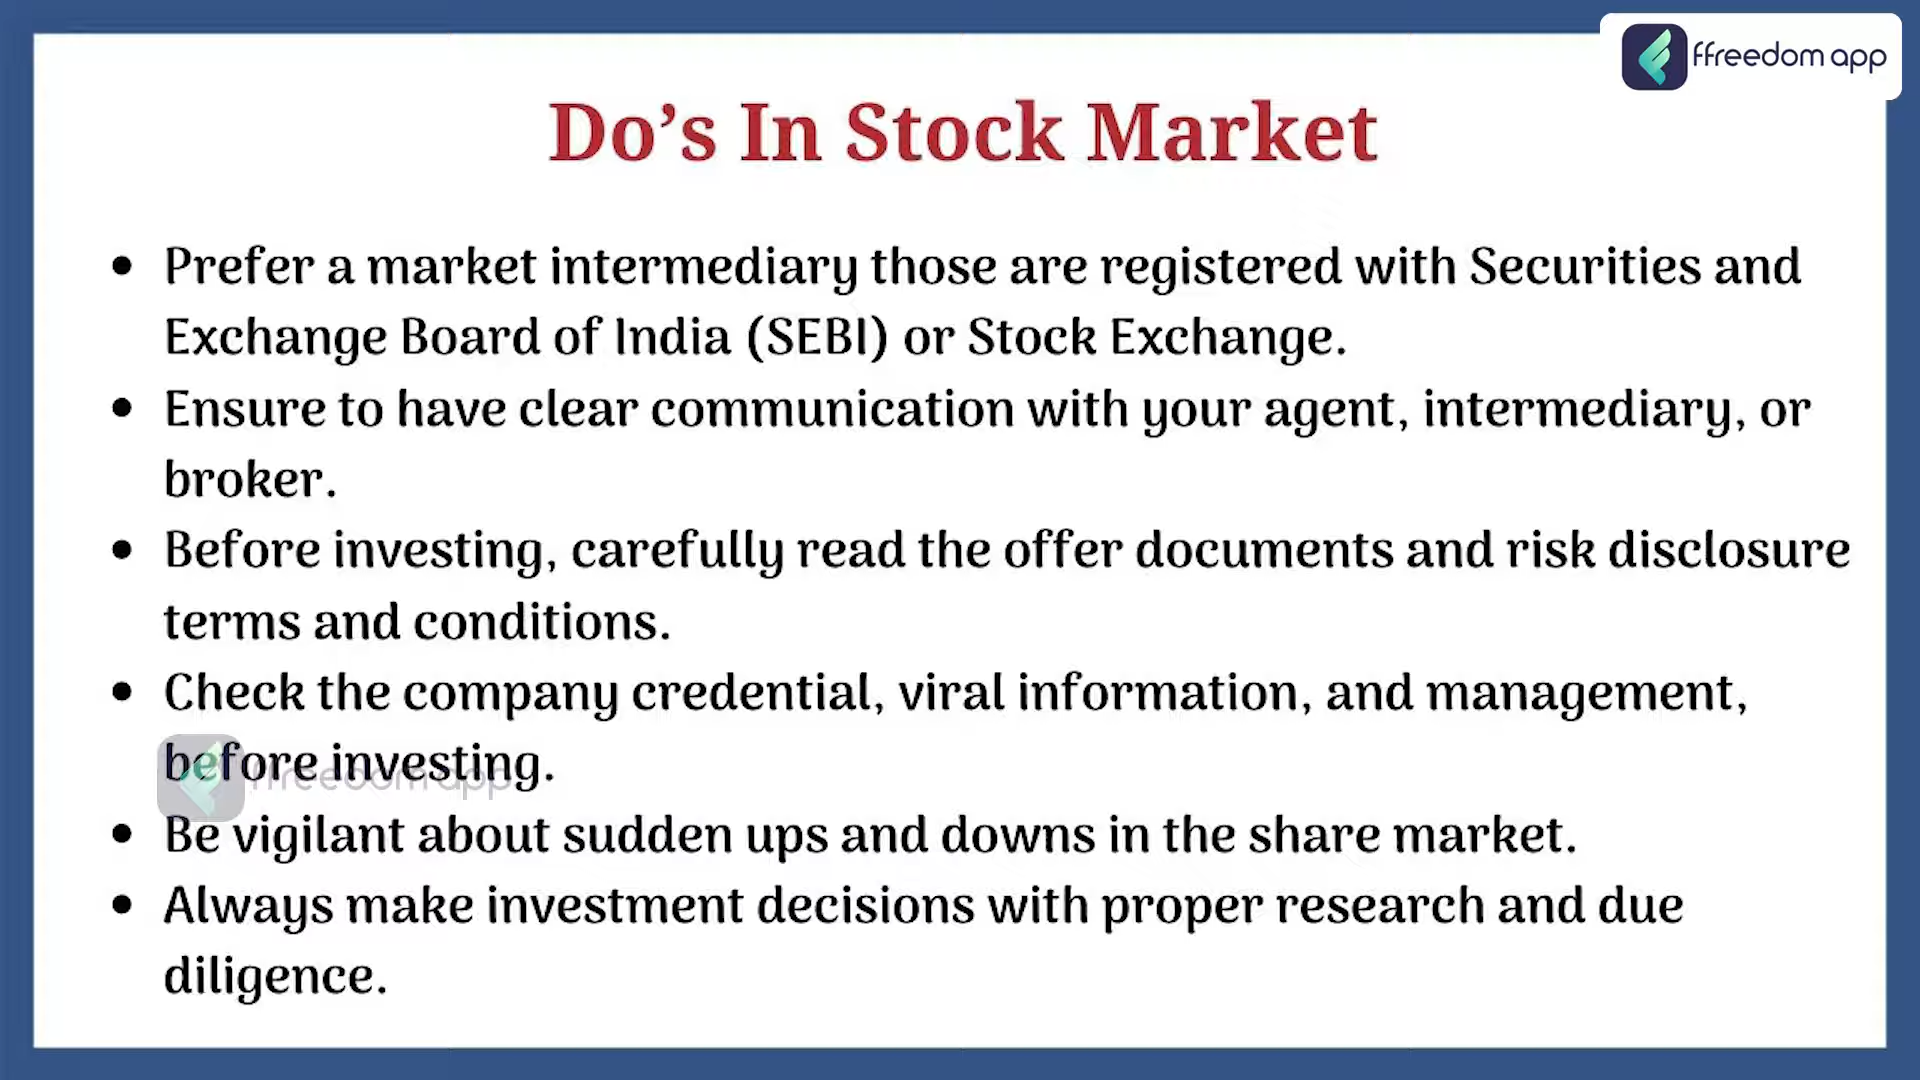 ffreedom app
Do’s In Stock Market
• Prefer a market intermediary those are registered with Securities and
Exchange Board of India (SEBI) or Stock Exchange.
• Ensure to have clear communication with your agent, intermediary, or
broker.
• Before investing, carefully read the offer documents and risk disclosure
terms and conditions.
• Check the company credential, viral information, and management,
before investing.
ffreedom app
• Be vigilant about sudden ups and downs in the share market.
• Always make investment decisions with proper research and due
diligence.